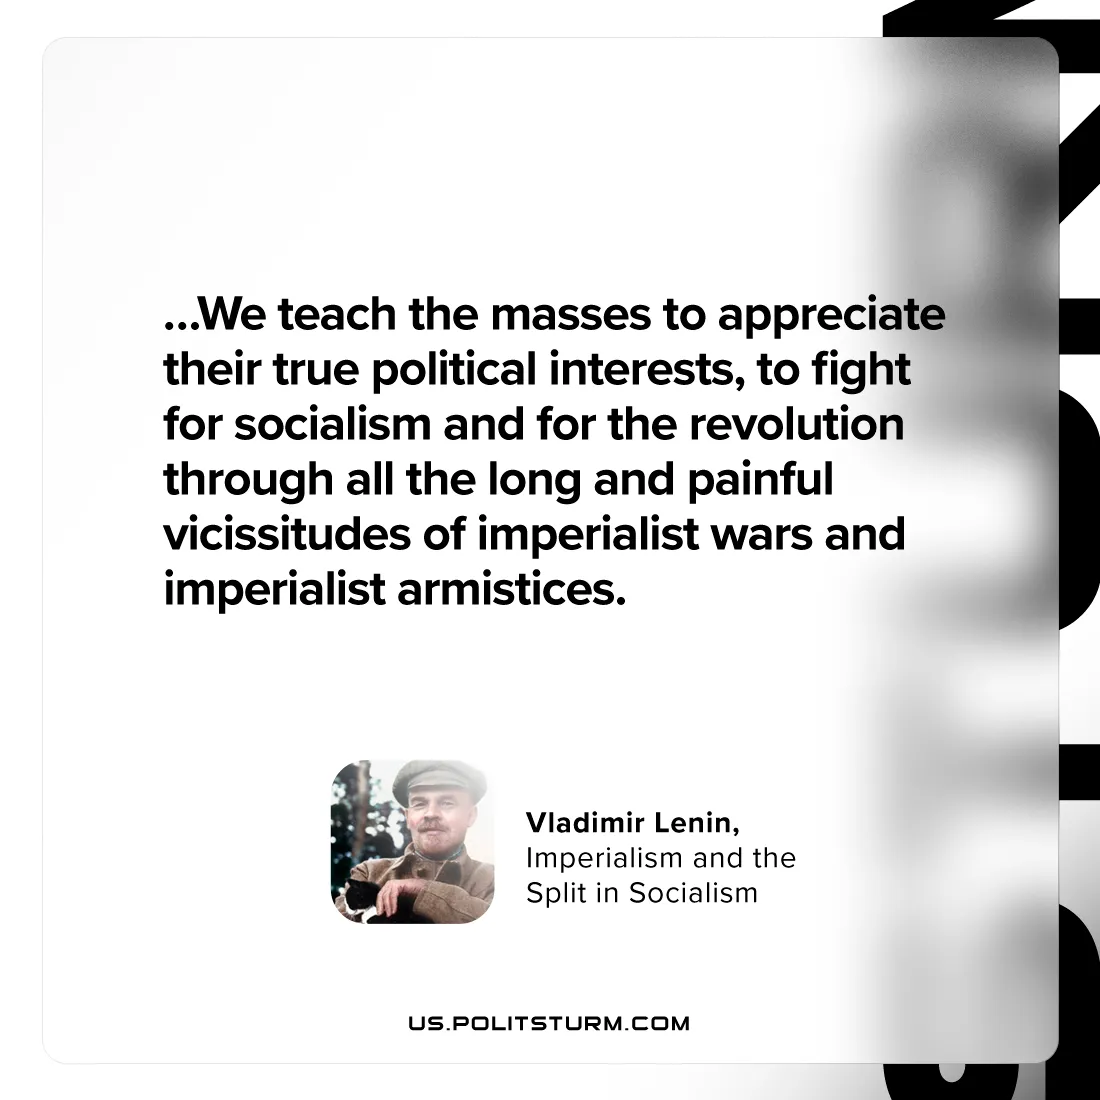 ...We teach the masses to appreciate
their true political interests, to fight
for socialism and for the revolution
through all the long and painful
vicissitudes of imperialist wars and
imperialist armistices.
Vladimir Lenin,
Imperialism and the
Split in Socialism
US.POLITSTURM.COM